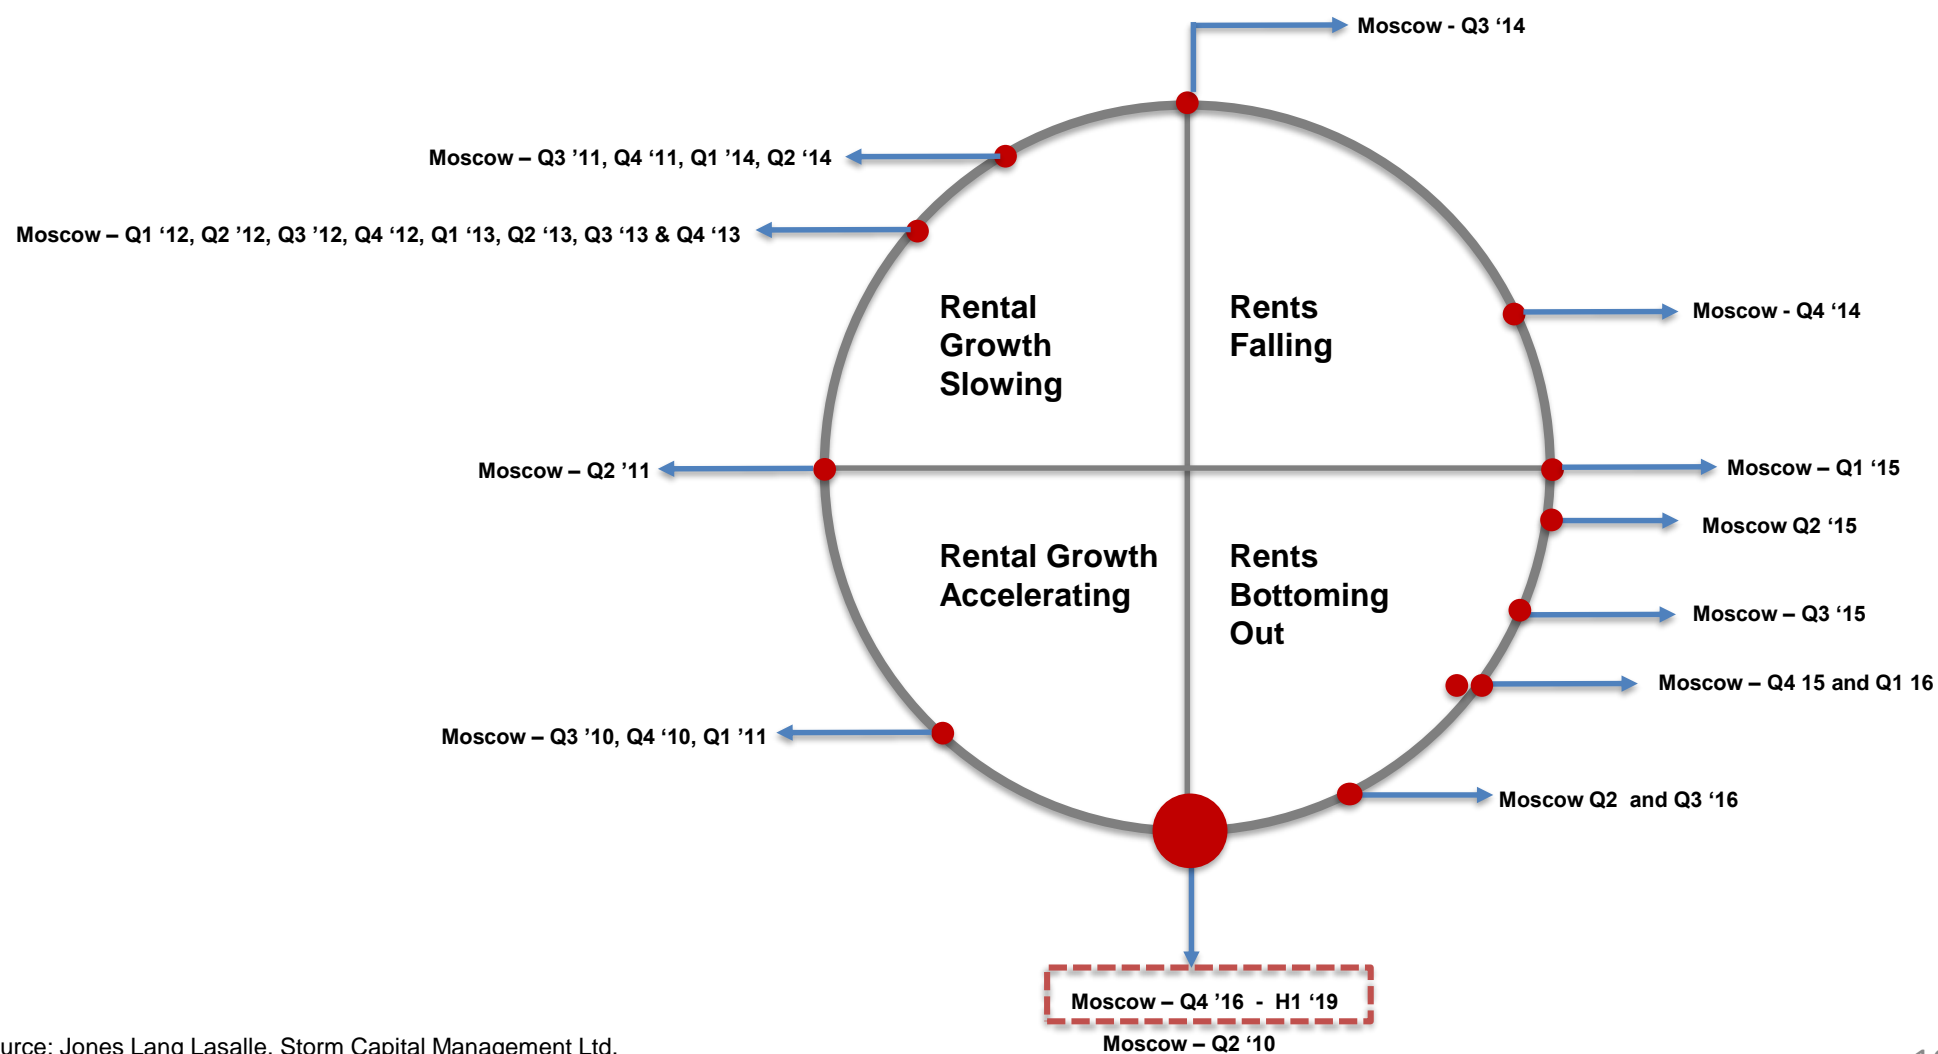 Moscow - Q3 ‘14
Moscow – Q3 ’11, Q4 ‘11, Q1 ’14, Q2 ‘14
Moscow – Q1 ‘12, Q2 ’12, Q3 ’12, Q4 ‘12, Q1 ‘13, Q2 ‘13, Q3 ‘13 & Q4 ‘13
Rental
Growth
Slowing
Rents
Falling
Moscow - Q4 ‘14
Moscow – Q2 ’11
Moscow – Q1 ‘15
Moscow Q2 ‘15
Rental Growth
Accelerating
Rents
Bottoming
Out
Moscow – Q3 ‘15
Moscow – Q4 15 and Q1 16
Moscow – Q3 ’10, Q4 ‘10, Q1 ’11
Moscow Q2 and Q3 ‘16
Moscow – Q4 ’16 - H1 ‘19
Moscow – Q2 ‘10
urce: Jones Lang Lasalle, Storm Capital Management Ltd.